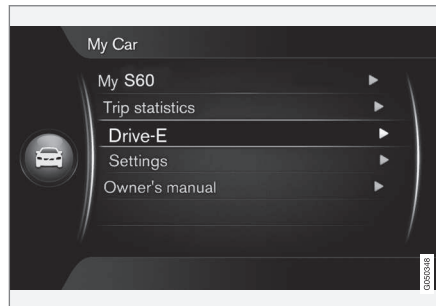 My Car
My S60
Trip statistics
Drive-E
Settings
Owner's manual
G050348